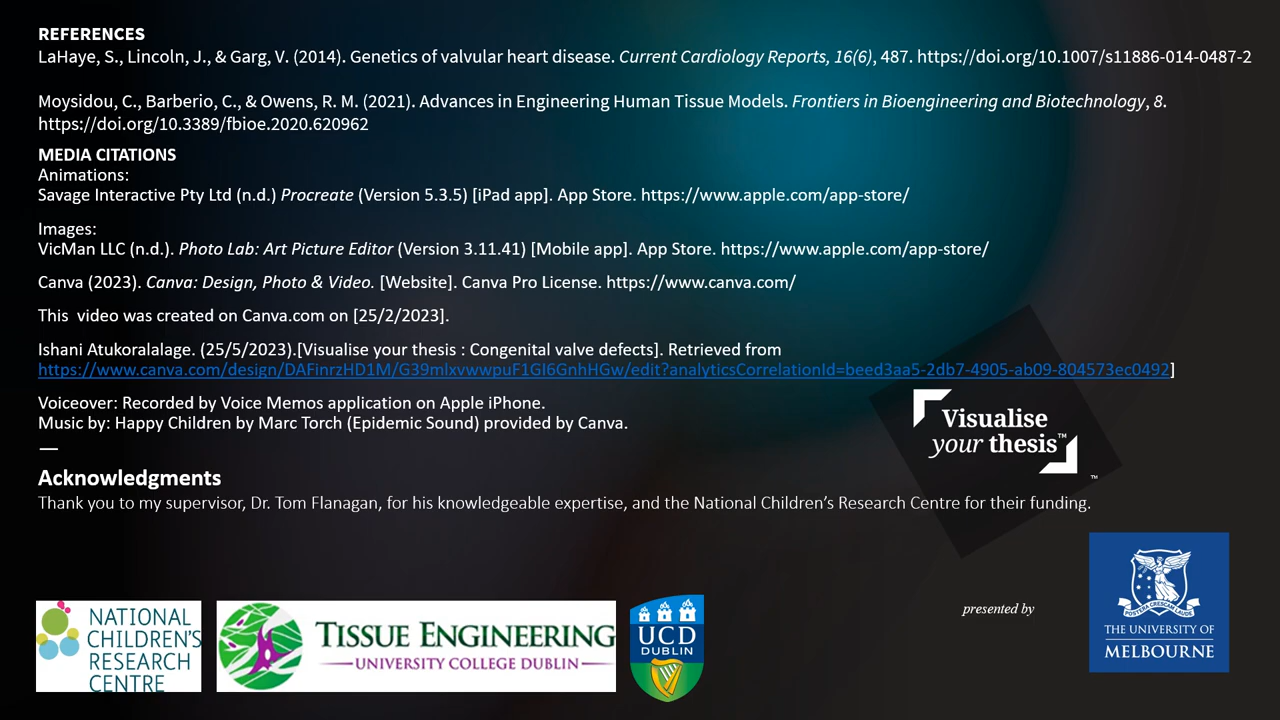 REFERENCES
LaHaye, S., Lincoln, J., & Garg, V. (2014). Genetics of valvular heart disease. Current Cardiology Reports, 16(6), 487. https://doi.org/10.1007/s11886-014-0487-2
Moysidou, C., Barberio, C., & Owens, R. M. (2021). Advances in Engineering Human Tissue Models. Frontiers in Bioengineering and Biotechnology, 8.
https://doi.org/10.3389/fbioe.2020.620962
MEDIA CITATIONS
Animations:
Savage Interactive Pty Ltd (n.d.) Procreate (Version 5.3.5) [iPad app]. App Store. https://www.apple.com/app-store/
Images:
VicMan LLC (n.d.). Photo Lab: Art Picture Editor (Version 3.11.41) [Mobile app]. App Store. https://www.apple.com/app-store/
Canva (2023). Canva: Design, Photo & Video. [Website]. Canva Pro License. https://www.canva.com/
This  video was created on Canva.com on [25/2/2023].
Ishani Atukoralalage. (25/5/2023).[Visualise your thesis : Congenital valve defects]. Retrieved from
https://www.canva.com/design/DAFinrzHD1M/G39mlxvwwpuF1GI6GnhHGw/edit?analyticsCorrelationId=beed3aa5-2db7-4905-ab09-804573ec0492]
Voiceover: Recorded by Voice Memos application on Apple iPhone.
Music by: Happy Children by Marc Torch (Epidemic Sound) provided by Canva.
Visualise
your thesis™
™
—
Acknowledgments
Thank you to my supervisor, Dr. Tom Flanagan, for his knowledgeable expertise, and the National Children's Research Centre for their funding.
NATIONAL
CHILDREN'S
RESEARCH
CENTRE
TISSUE ENGINEERING
UNIVERSITY COLLEGE DUBLIN
UCD
DUBLIN
presented by
POSTERA CRESCAM LAUDE
THE UNIVERSITY OF
MELBOURNE